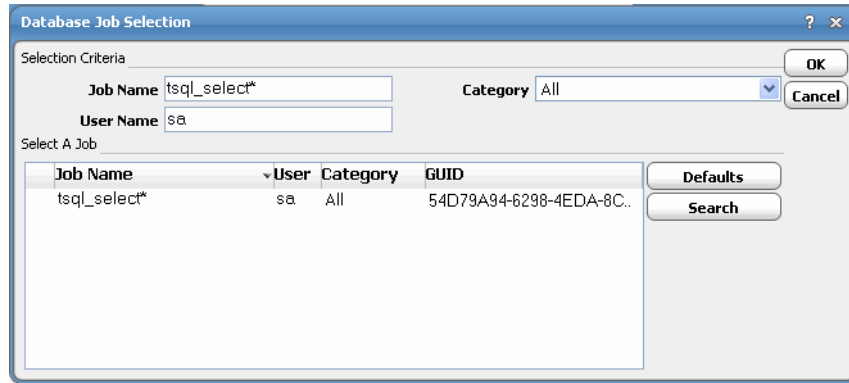 Database Job Selection ? x
Selection Criteria
OK
Job Name tsql_select* Category All
Cancel
User Name sa
Select A Job
Job Name User Category GUID
Defaults
tsql_select* sa All 54D79A94-6298-4EDA-8C..
Search